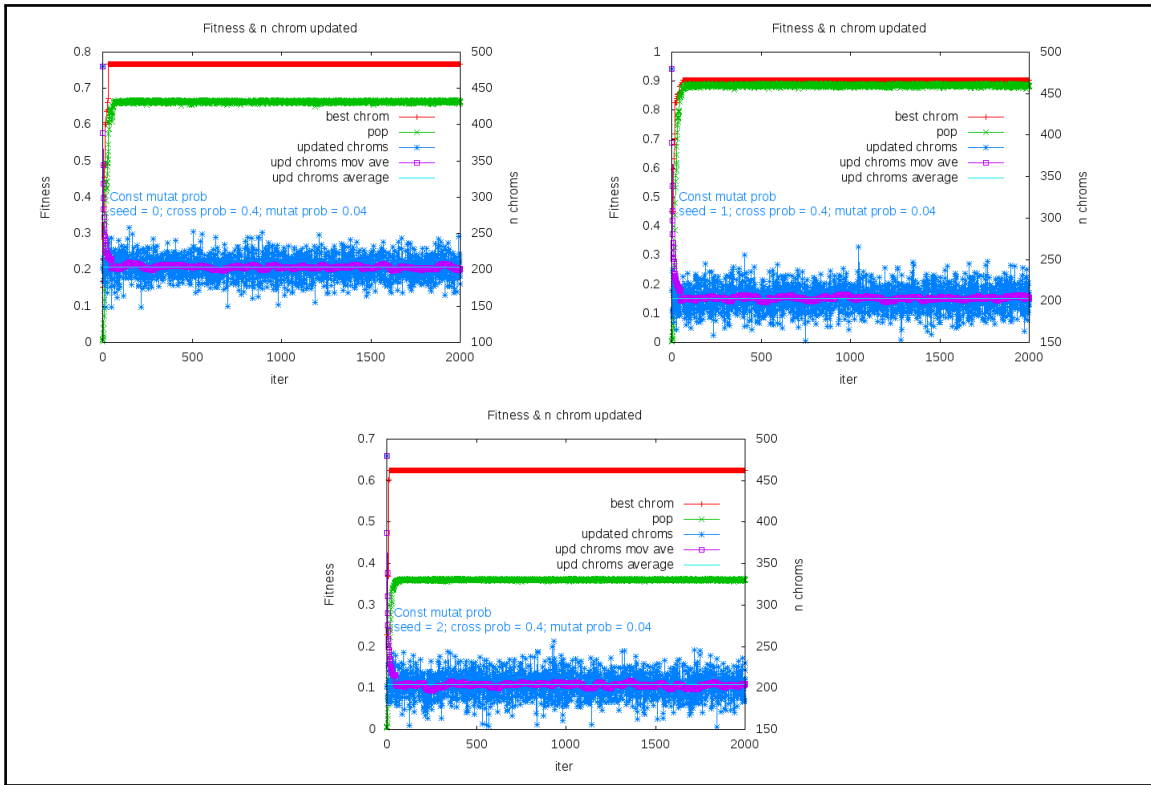 Fitness & n chrom updated
0.8
0.7
0.6
0.5
0.4
0.3
0.2
0.1
0
Fitness
500
450
400
350
300
250
200
150
100
n chroms
best chrom
pop
updated chroms
upd chroms mov ave
upd chroms average
Const mutat prob
seed = 0; cross prob = 0.4; mutat prob = 0.04
0 500 1000 1500 2000
iter
Fitness & n chrom updated
1
0.9
0.8
0.7
0.6
0.5
0.4
0.3
0.2
0.1
0
Fitness
500
450
400
350
300
250
200
150
n chroms
best chrom
pop
updated chroms
upd chroms mov ave
upd chroms average
Const mutat prob
seed = 1; cross prob = 0.4; mutat prob = 0.04
0 500 1000 1500 2000
iter
Fitness & n chrom updated
0.7
0.6
0.5
0.4
0.3
0.2
0.1
0
Fitness
500
450
400
350
300
250
200
150
n chroms
best chrom
pop
updated chroms
upd chroms mov ave
upd chroms average
Const mutat prob
seed = 2; cross prob = 0.4; mutat prob = 0.04
0 500 1000 1500 2000
iter